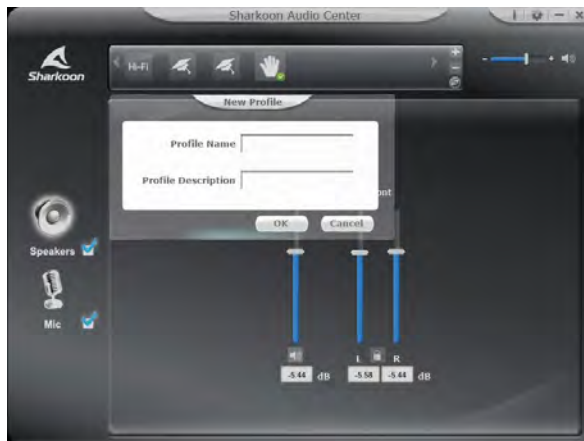 Sharkoon Audio Center
Sharkoon
Hi-Fi
New Profile
Profile Name
Profile Description
ont
OK
Cancel
Speakers
Mic
L R
-5.44 dB -5.58 -5.44 dB